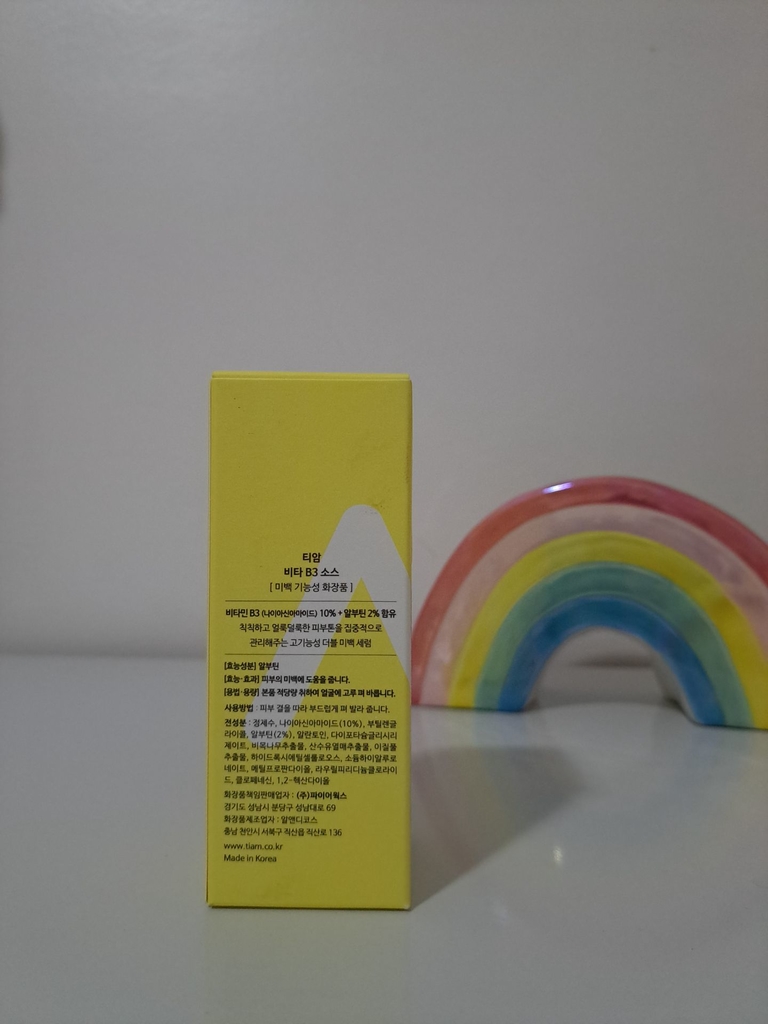 티암
비타 B3 소스
[ 미백 기능성 화장품 ]
비타민 B3 (나이아신아마이드) 10% + 알부틴 2% 함유
칙칙하고 얼룩덜룩한 피부톤을 집중적으로
관리해주는 고기능성 더블 미백 세럼
[효능성분] 알부틴
[효능·효과] 피부의 미백에 도움을 줍니다.
[용법·용량] 본품 적당량 취하여 얼굴에 고루 펴 바릅니다.
사용방법 : 피부 결을 따라 부드럽게 펴 발라 줍니다.
전성분 : 정제수, 나이아신아마이드(10%), 부틸렌글
라이콜, 알부틴(2%), 알란토인, 다이포타슘글리시리
제이트, 비목나무추출물, 산수유열매추출물, 이질풀
추출물, 하이드록시에틸셀룰로오스, 소듐하이알루로
네이트, 메틸프로판다이올, 라우릴피리디늄클로라이
드, 클로페네신, 1,2-헥산다이올
화장품책임판매업자 : (주)파이어웍스
경기도 성남시 분당구 성남대로 69
화장품제조업자 : 알앤디코스
충남 천안시 서북구 직산읍 직산로 136
www.tiam.co.kr
Made in Korea